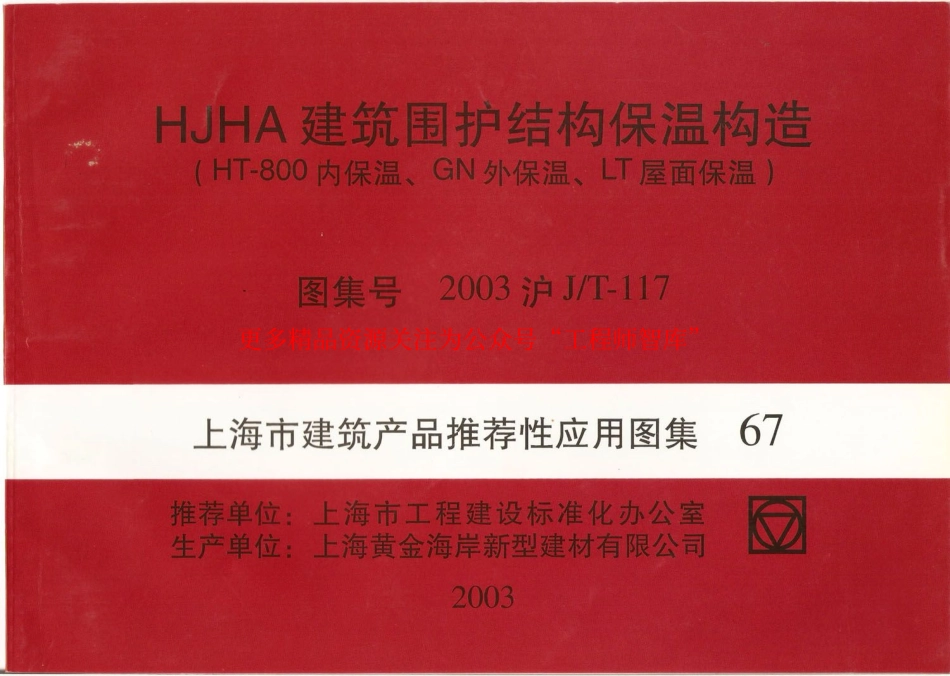 HJHA 建筑围护结构保温构造
（HT-800 内保温、GN 外保温、LT 屋面保温）
图集号 2003 沪 J/T-117
更多精品资源关注为公众号“工程师智库”
上海市建筑产品推荐性应用图集 67
推荐单位：上海市工程建设标准化办公室
生产单位：上海黄金海岸新型建材有限公司
2003